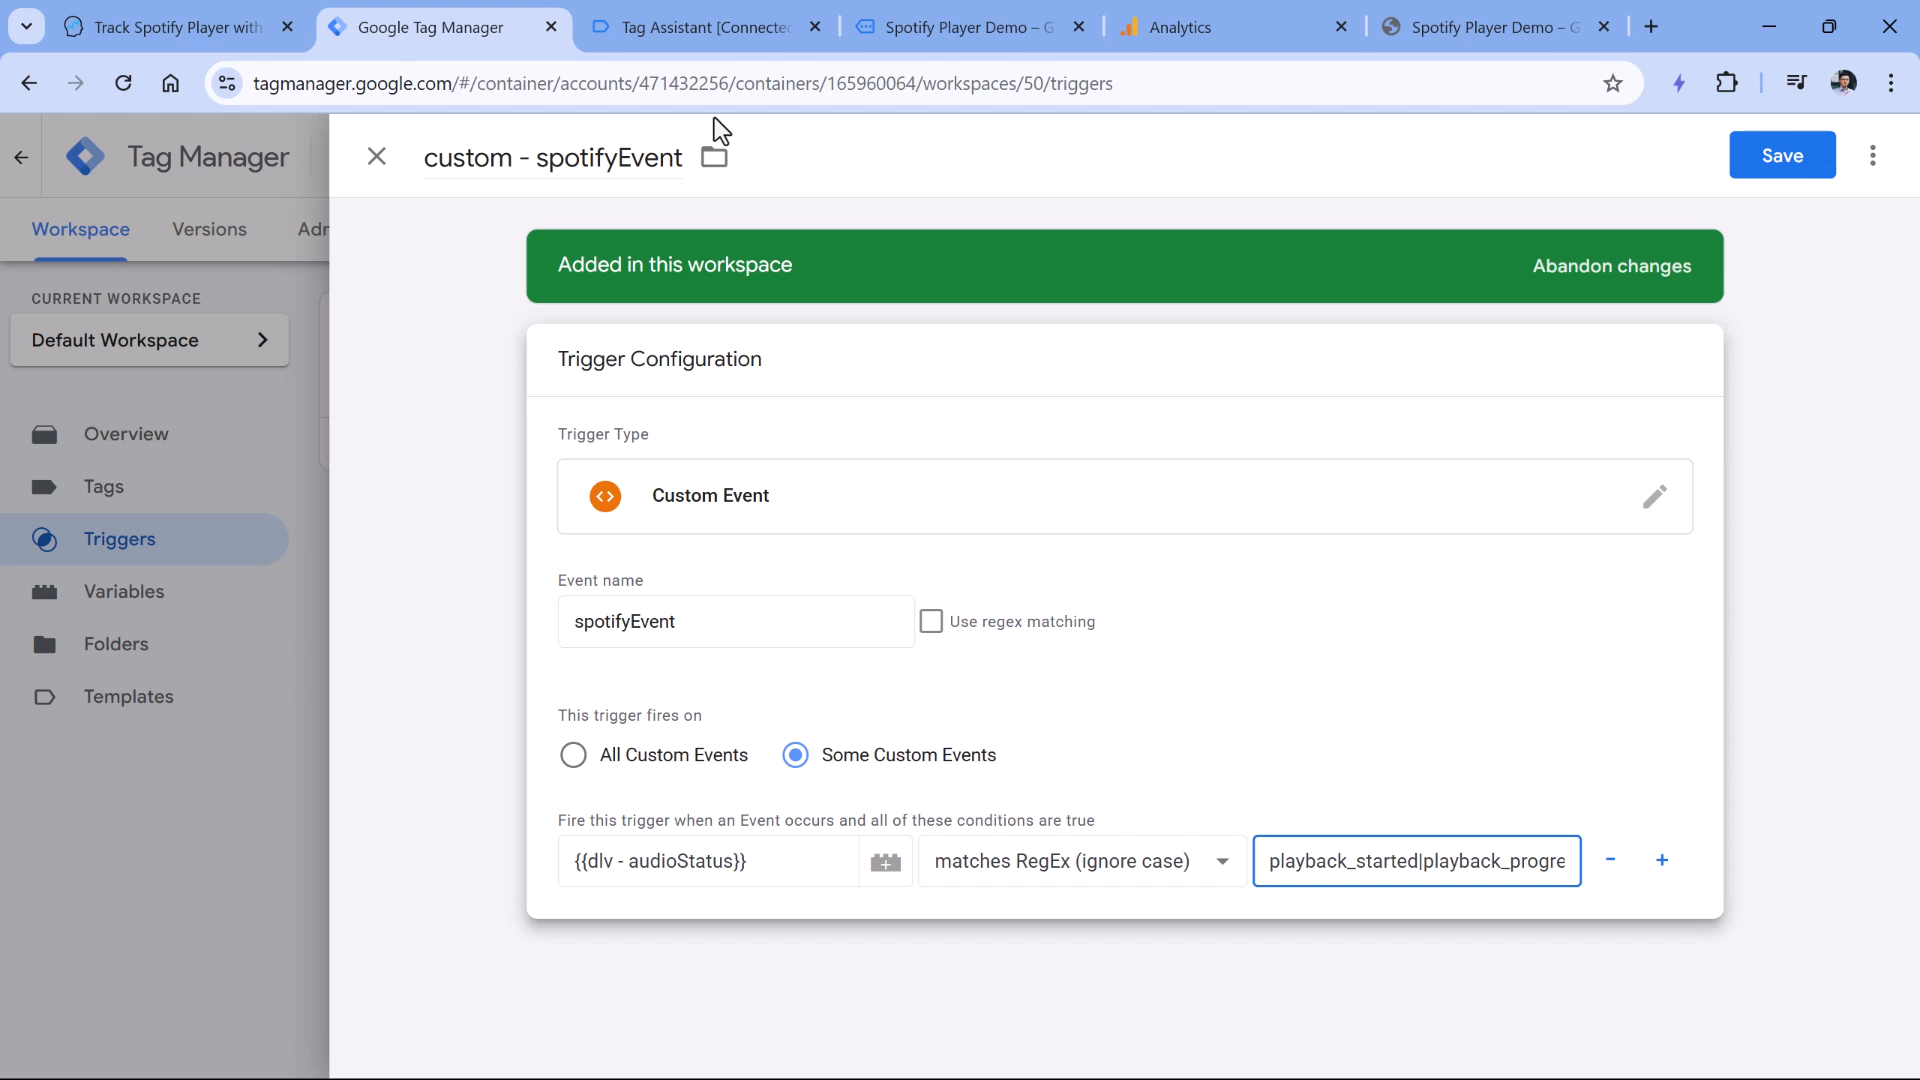 Track Spotify Player with
Google Tag Manager
Tag Assistant [Connected
Spotify Player Demo – G
Analytics
Spotify Player Demo – G
tagmanager.google.com/#/container/accounts/471432256/containers/165960064/workspaces/50/triggers
Tag Manager
custom - spotifyEvent
Save
Workspace
Versions
Adr
Added in this workspace
Abandon changes
CURRENT WORKSPACE
Default Workspace
Trigger Configuration
Overview
Trigger Type
Tags
Custom Event
Triggers
Event name
Variables
spotifyEvent
Use regex matching
Folders
Templates
This trigger fires on
All Custom Events
Some Custom Events
Fire this trigger when an Event occurs and all of these conditions are true
{{dlv - audioStatus}}
matches RegEx (ignore case)
playback_started|playback_progre